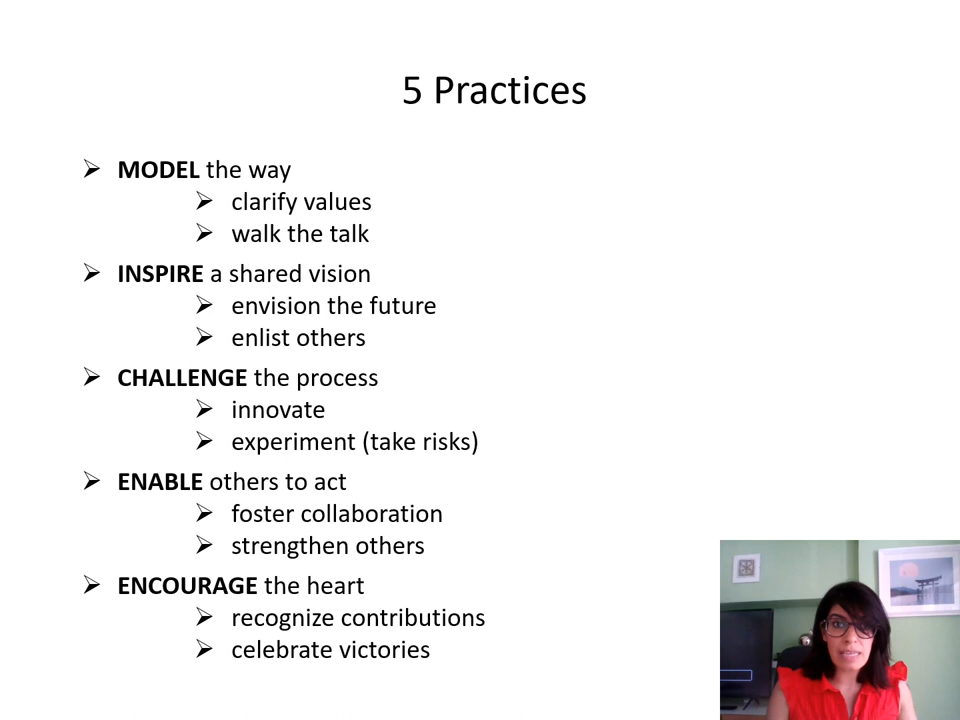 5 Practices
➢ MODEL the way
➢ clarify values
➢ walk the talk
➢ INSPIRE a shared vision
➢ envision the future
➢ enlist others
➢ CHALLENGE the process
➢ innovate
➢ experiment (take risks)
➢ ENABLE others to act
➢ foster collaboration
➢ strengthen others
➢ ENCOURAGE the heart
➢ recognize contributions
➢ celebrate victories